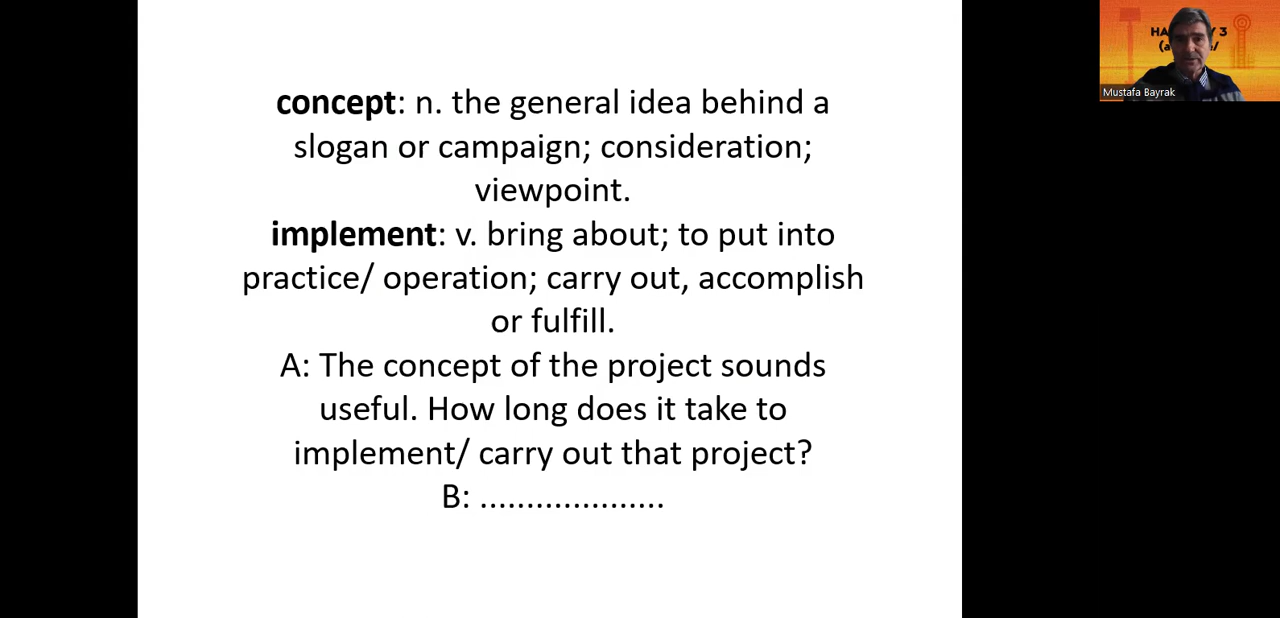 concept: n. the general idea behind a
slogan or campaign; consideration;
viewpoint.
implement: v. bring about; to put into
practice/ operation; carry out, accomplish
or fulfill.
A: The concept of the project sounds
useful. How long does it take to
implement/ carry out that project?
B: .....................
HA Y 3
(a /
Mustafa Bayrak